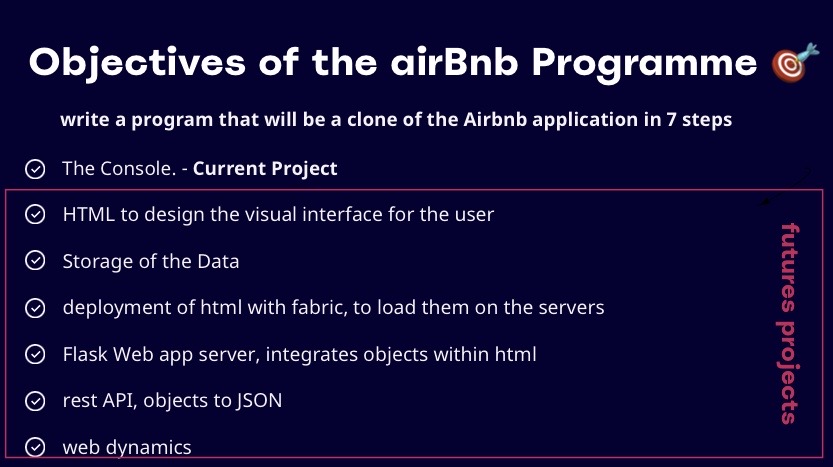 Objectives of the airBnb Programme 🎯
write a program that will be a clone of the Airbnb application in 7 steps
The Console. - Current Project
HTML to design the visual interface for the user
Storage of the Data
deployment of html with fabric, to load them on the servers
Flask Web app server, integrates objects within html
rest API, objects to JSON
web dynamics
futures projects